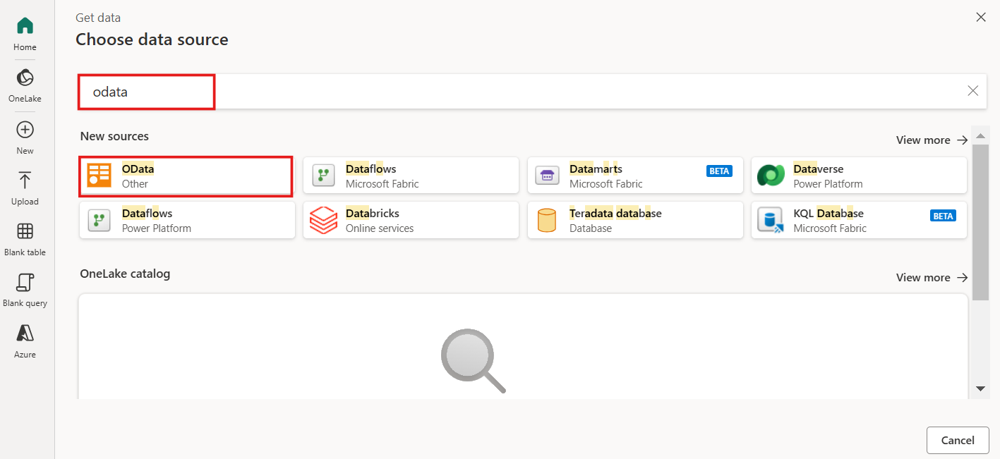 Home
OneLake
New
Upload
Blank table
Blank query
Azure
Get data
Choose data source
odata
New sources
View more
OData
Other
Dataflows
Microsoft Fabric
Datamarts
Microsoft Fabric
BETA
Dataverse
Power Platform
Dataflows
Power Platform
Databricks
Online services
Teradata database
Database
KQL Database
Microsoft Fabric
BETA
OneLake catalog
View more
Cancel